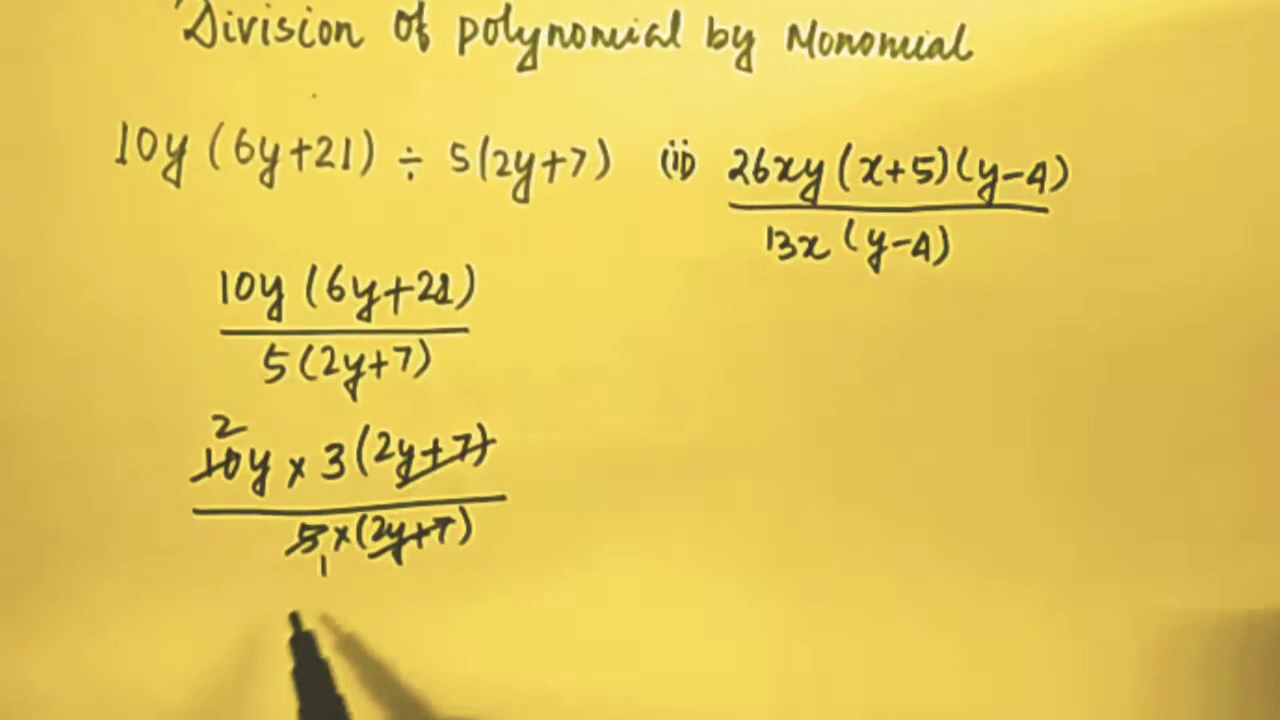 Division of polynomial by Monomial
10y (6y+21) ÷ 5(2y+7) (ii) 26xy (x+5)(y-4)
13x (y-4)
10y (6y+21)
5 (2y+7)
2
10y x 3 (2y+7)
5 x (2y+7)
1